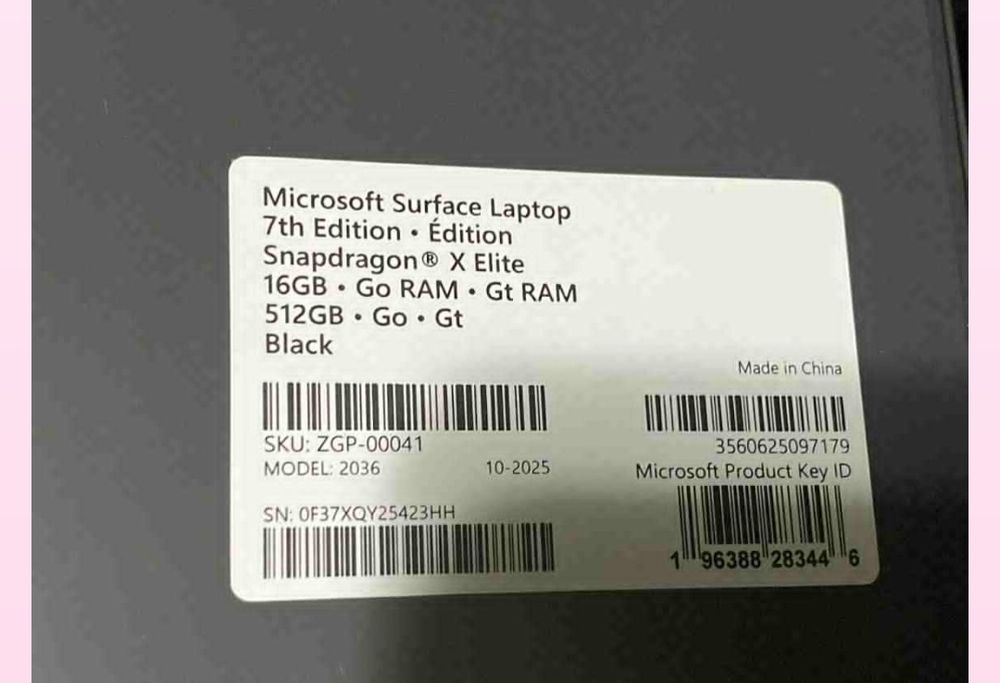 Microsoft Surface Laptop
7th Edition • Édition
Snapdragon® X Elite
16GB • Go RAM • Gt RAM
512GB • Go • Gt
Black
Made in China
SKU: ZGP-00041
MODEL: 2036 10-2025
3560625097179
Microsoft Product Key ID
SN: 0F37XQY25423HH
1 96388 28344 6